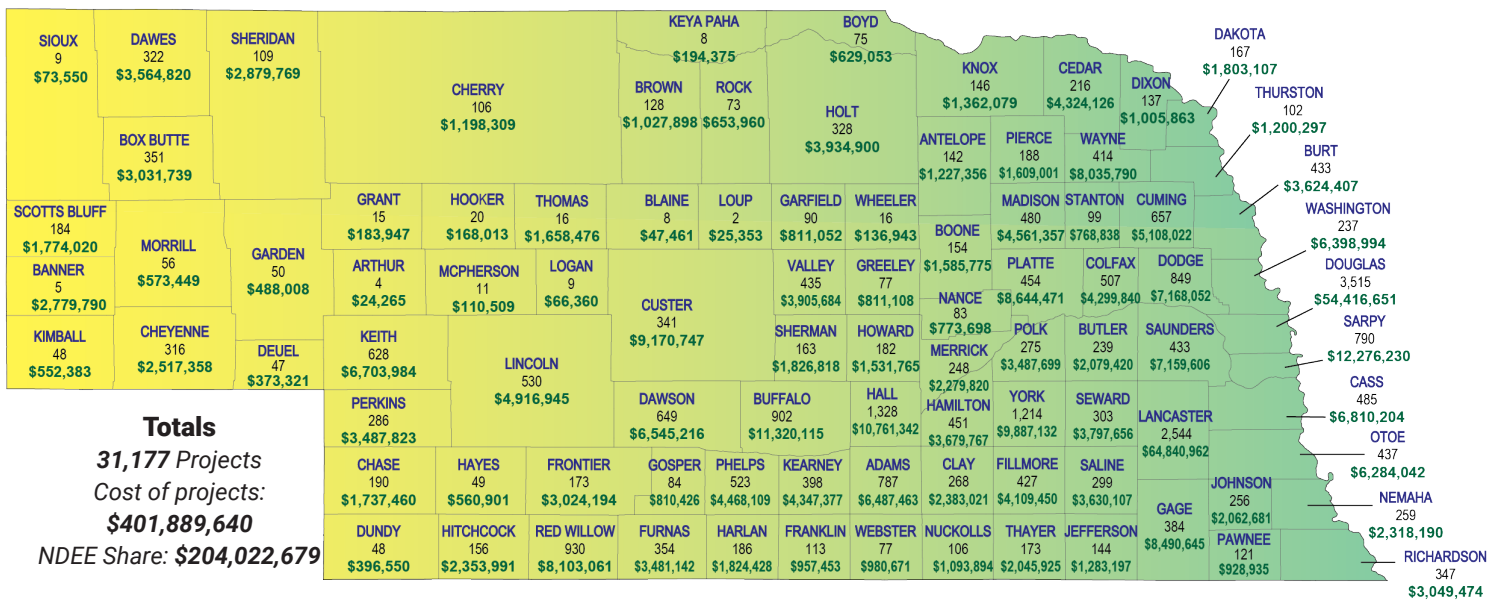 SIOUX
9
$73,550
DAWES
322
$3,564,820
SHERIDAN
109
$2,879,769
CHERRY
106
$1,198,309
KEYA PAHA
8
$194,375
BOYD
75
$629,053
BROWN
128
$1,027,898
ROCK
73
$653,960
HOLT
328
$3,934,900
KNOX
146
$1,362,079
CEDAR
216
$4,324,126
DIXON
137
$1,005,863
DAKOTA
167
$1,803,107
THURSTON
102
$1,200,297
BOX BUTTE
351
$3,031,739
ANTELOPE
142
$1,227,356
PIERCE
188
$1,609,001
WAYNE
414
$8,035,790
BURT
433
$3,624,407
SCOTTS BLUFF
184
$1,774,020
MORRILL
56
$573,449
GARDEN
50
$488,008
GRANT
15
$183,947
HOOKER
20
$168,013
THOMAS
16
$1,658,476
BLAINE
8
$47,461
LOUP
2
$25,353
GARFIELD
90
$811,052
WHEELER
16
$136,943
BOONE
154
$1,585,775
MADISON
480
$4,561,357
STANTON
99
$768,838
CUMING
657
$5,108,022
WASHINGTON
237
$6,398,994
BANNER
5
$2,779,790
ARTHUR
4
$24,265
MCPHERSON
11
$110,509
LOGAN
9
$66,360
CUSTER
341
$9,170,747
VALLEY
435
$3,905,684
GREELEY
77
$811,108
NANCE
83
$773,698
PLATTE
454
$8,644,471
COLFAX
507
$4,299,840
DODGE
849
$7,168,052
DOUGLAS
3,515
$54,416,651
KIMBALL
48
$552,383
CHEYENNE
316
$2,517,358
DEUEL
47
$373,321
KEITH
628
$6,703,984
LINCOLN
530
$4,916,945
SHERMAN
163
$1,826,818
HOWARD
182
$1,531,765
MERRICK
248
$2,279,820
POLK
275
$3,487,699
BUTLER
239
$2,079,420
SAUNDERS
433
$7,159,606
SARPY
790
$12,276,230
CASS
485
$6,810,204
PERKINS
286
$3,487,823
DAWSON
649
$6,545,216
BUFFALO
902
$11,320,115
HALL
1,328
$10,761,342
HAMILTON
451
$3,679,767
YORK
1,214
$9,887,132
SEWARD
303
$3,797,656
LANCASTER
2,544
$64,840,962
OTOE
437
$6,284,042
Totals
31,177 Projects
Cost of projects:
$401,889,640
NDEE Share: $204,022,679
CHASE
190
$1,737,460
HAYES
49
$560,901
FRONTIER
173
$3,024,194
GOSPER
84
$810,426
PHELPS
523
$4,468,109
KEARNEY
398
$4,347,377
ADAMS
787
$6,487,463
CLAY
268
$2,383,021
FILLMORE
427
$4,109,450
SALINE
299
$3,630,107
GAGE
384
$8,490,645
JOHNSON
256
$2,062,681
NEMAHA
259
$2,318,190
DUNDY
48
$396,550
HITCHCOCK
156
$2,353,991
RED WILLOW
930
$8,103,061
FURNAS
354
$3,481,142
HARLAN
186
$1,824,428
FRANKLIN
113
$957,453
WEBSTER
77
$980,671
NUCKOLLS
106
$1,093,894
THAYER
173
$2,045,925
JEFFERSON
144
$1,283,197
PAWNEE
121
$928,935
RICHARDSON
347
$3,049,474